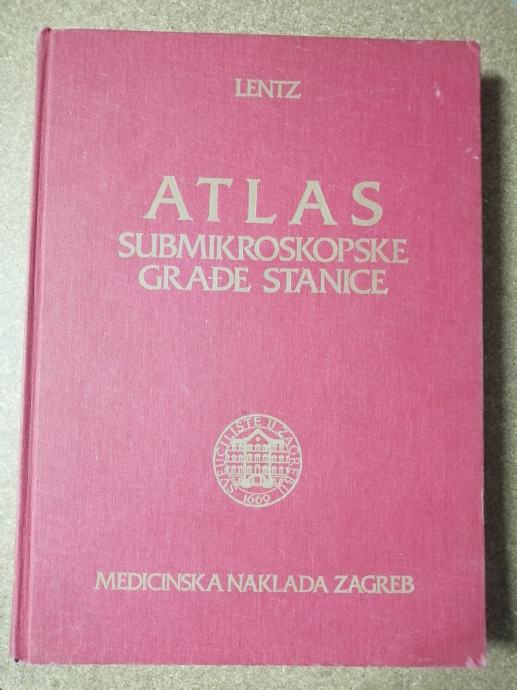 LENTZ
ATLAS
SUBMIKROSKOPSKE
GRAĐE STANICE
SVEUČILIŠTE U ZAGREBU
1669
MEDICINSKA NAKLADA ZAGREB